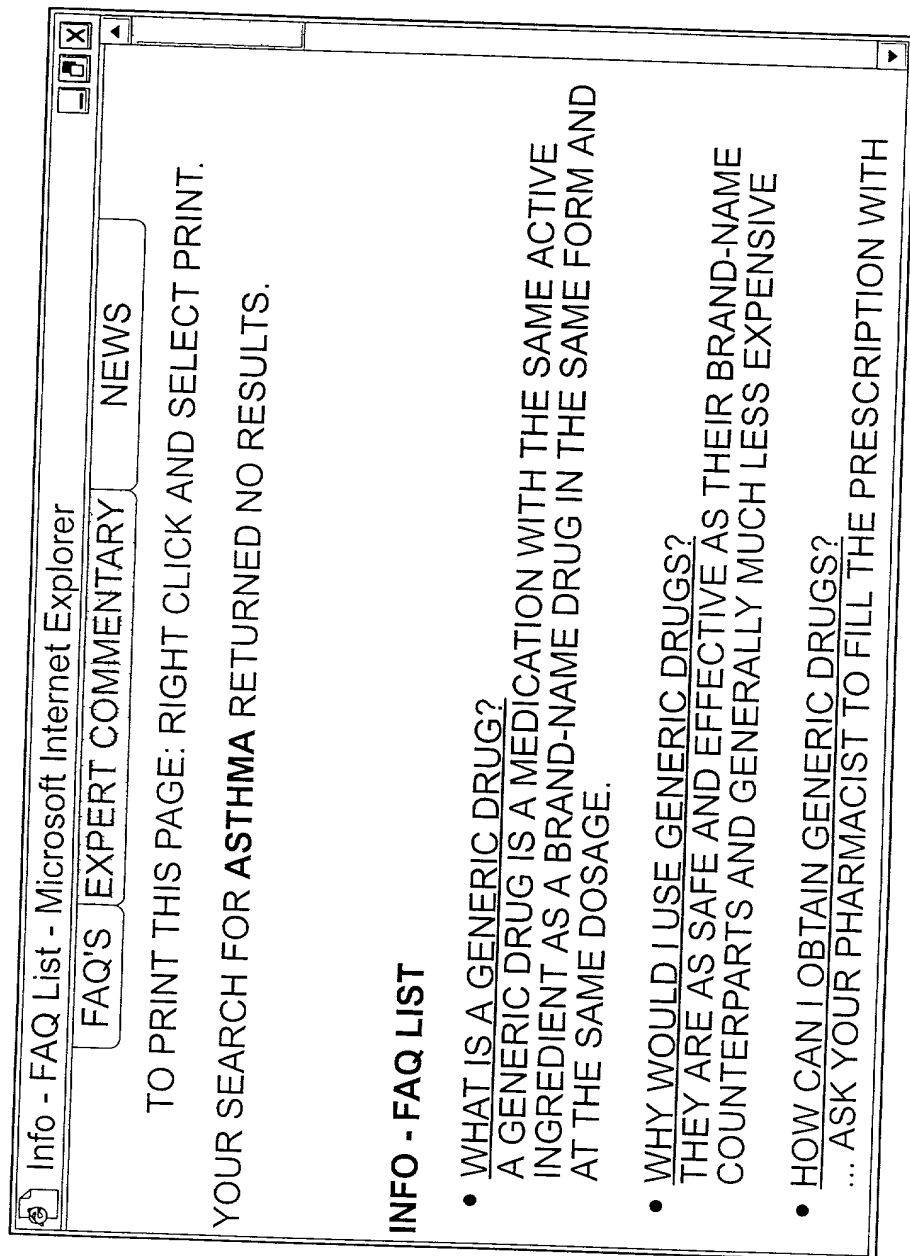 Info - FAQ List - Microsoft Internet Explorer
FAQ'S EXPERT COMMENTARY NEWS
TO PRINT THIS PAGE: RIGHT CLICK AND SELECT PRINT.
YOUR SEARCH FOR ASTHMA RETURNED NO RESULTS.
INFO - FAQ LIST
• WHAT IS A GENERIC DRUG?
A GENERIC DRUG IS A MEDICATION WITH THE SAME ACTIVE
INGREDIENT AS A BRAND-NAME DRUG IN THE SAME FORM AND
AT THE SAME DOSAGE.
• WHY WOULD I USE GENERIC DRUGS?
THEY ARE AS SAFE AND EFFECTIVE AS THEIR BRAND-NAME
COUNTERPARTS AND GENERALLY MUCH LESS EXPENSIVE
• HOW CAN I OBTAIN GENERIC DRUGS?
... ASK YOUR PHARMACIST TO FILL THE PRESCRIPTION WITH